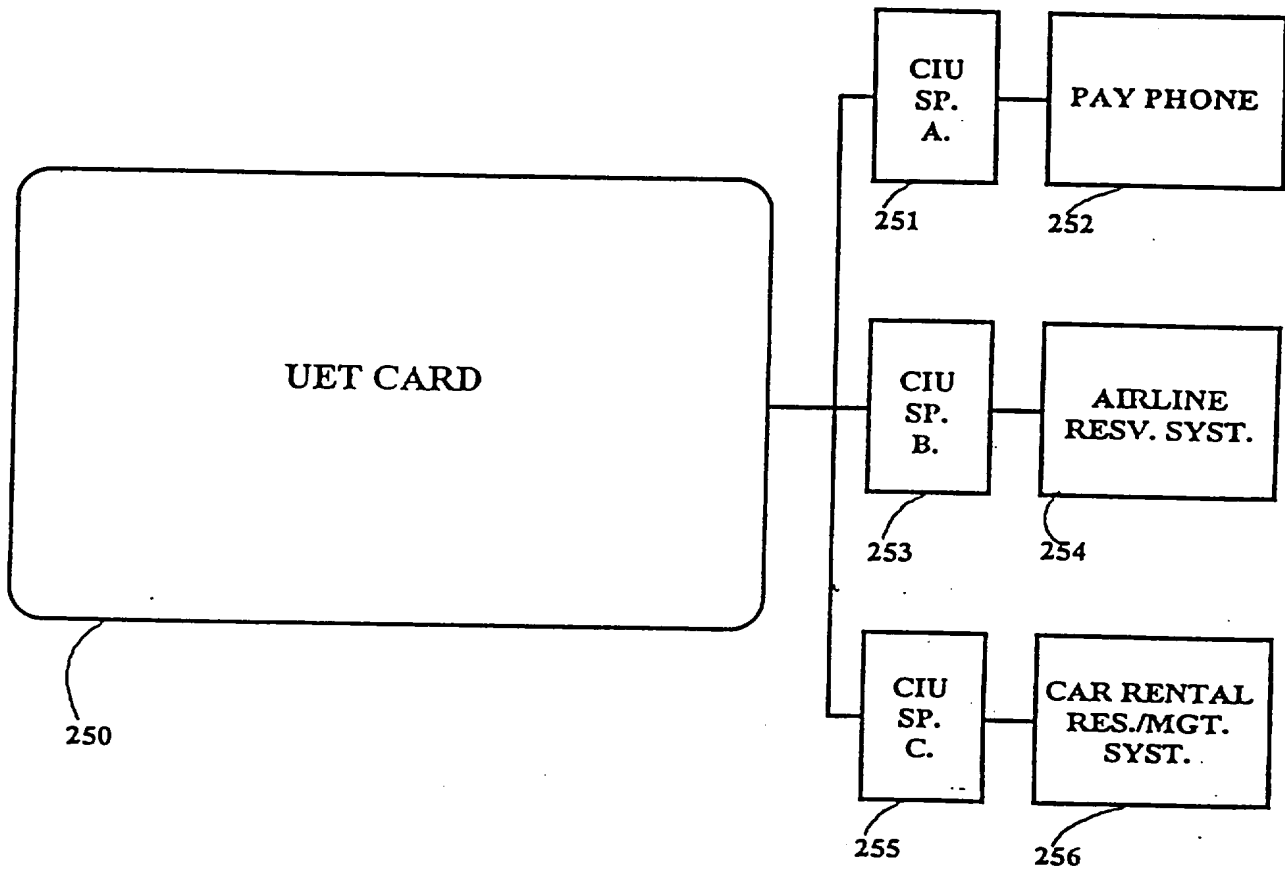 CIU
SP.
A.
PAY PHONE
251
252
UET CARD
CIU
SP.
B.
AIRLINE
RESV. SYST.
253
254
CIU
SP.
C.
CAR RENTAL
RES./MGT.
SYST.
250
255
256